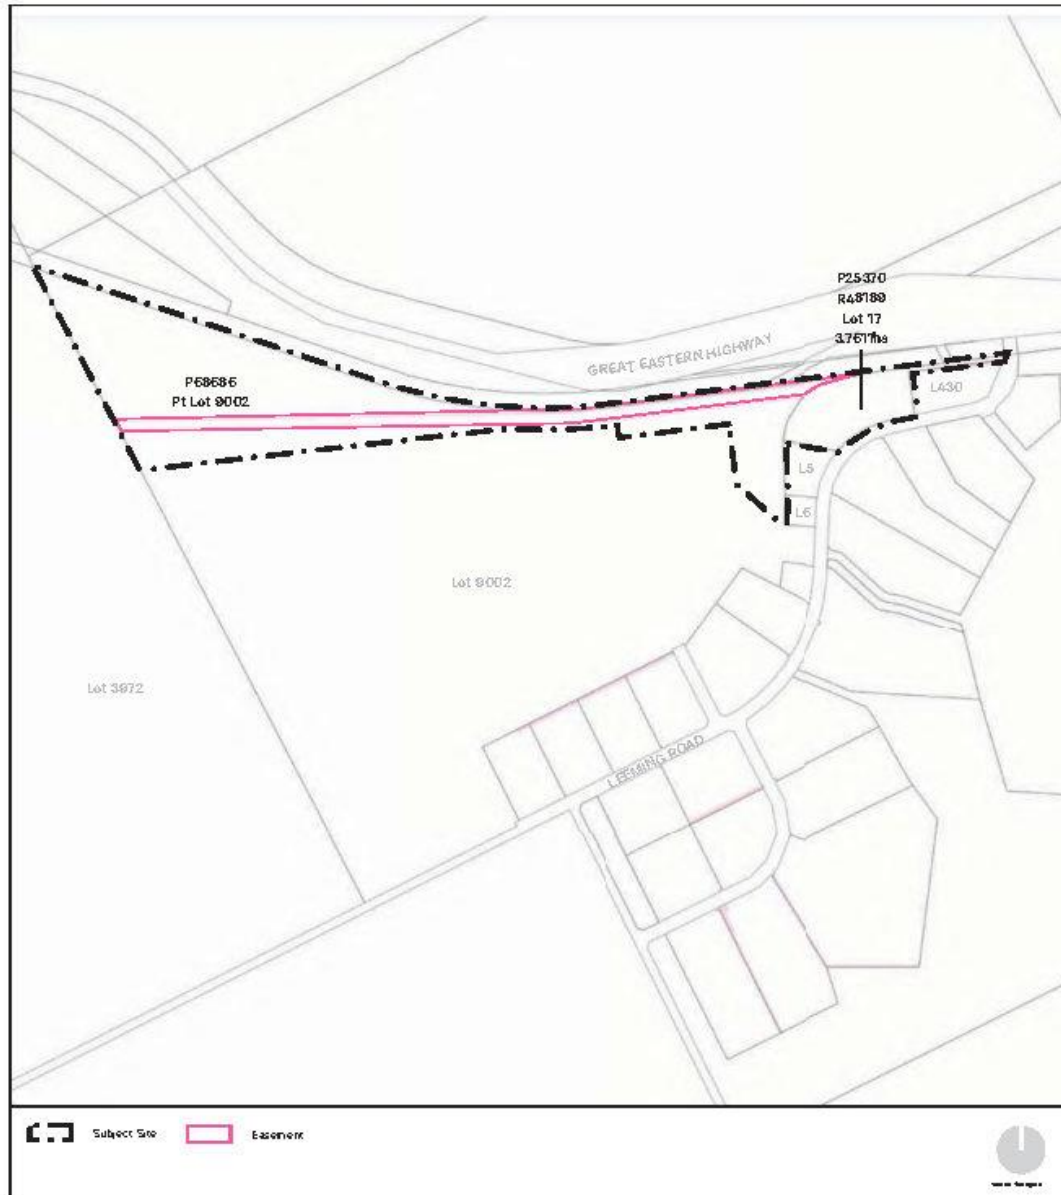 P25370
R48189
Lot 17
3.7617ha
GREAT EASTERN HIGHWAY
L430
P68686
Pt Lot 9002
L5
L6
Lot 9002
Lot 3972
LEEMING ROAD
Subject Site
Easement